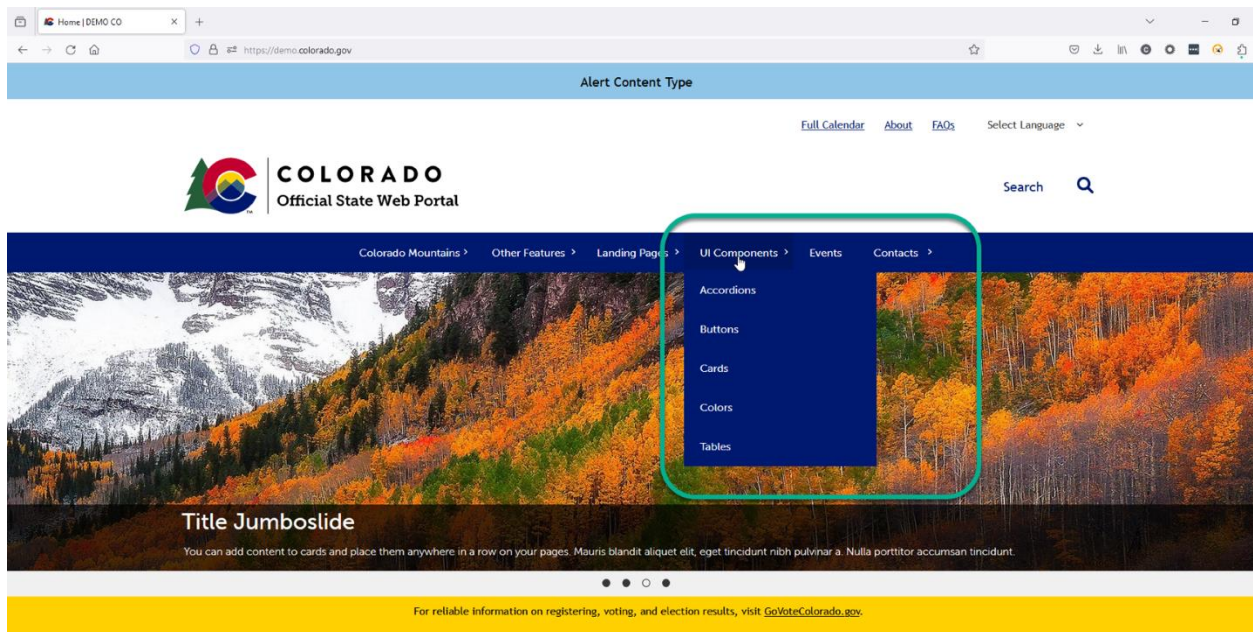 Home | DEMO CO
https://demo.colorado.gov
Alert Content Type
Full Calendar About FAQs Select Language
COLORADO
Official State Web Portal
TM
Search
Colorado Mountains > Other Features > Landing Pages > UI Components > Events Contacts >
Accordions
Buttons
Cards
Colors
Tables
Title Jumboslide
You can add content to cards and place them anywhere in a row on your pages. Mauris blandit aliquet elit, eget tincidunt nibh pulvinar a. Nulla porttitor accumsan tincidunt.
For reliable information on registering, voting, and election results, visit GoVoteColorado.gov.